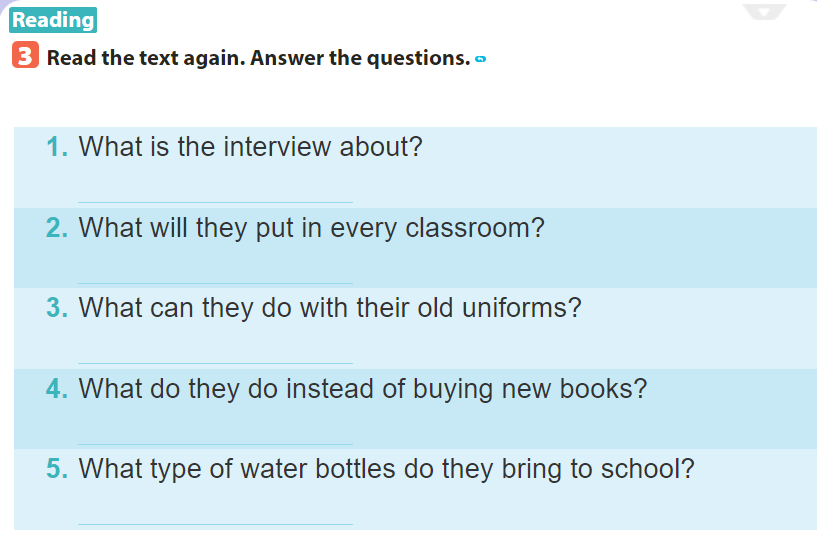 Reading
3 Read the text again. Answer the questions.
1. What is the interview about?
2. What will they put in every classroom?
3. What can they do with their old uniforms?
4. What do they do instead of buying new books?
5. What type of water bottles do they bring to school?